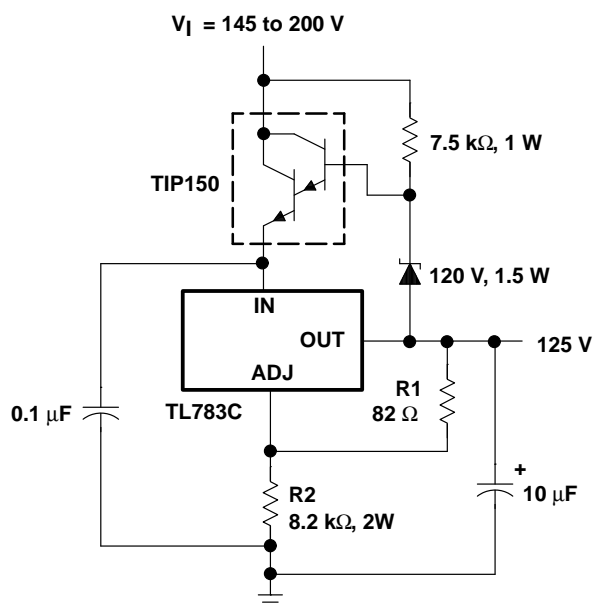 VI = 145 to 200 V
7.5 kΩ, 1 W
TIP150
120 V, 1.5 W
IN
OUT
125 V
ADJ
R1
82 Ω
0.1 μF
TL783C
+
10 μF
R2
8.2 kΩ, 2W